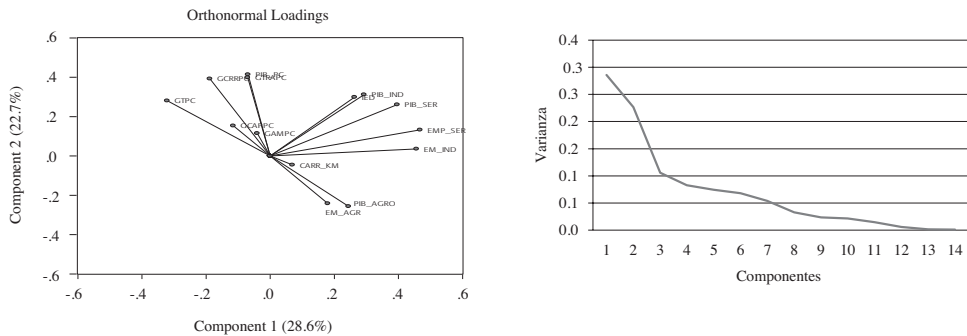 Orthonormal Loadings
Component 2 (22.7%)
.6
.4
.2
.0
-.2
-.4
-.6
-.6
-.4
-.2
.0
.2
.4
.6
Component 1 (28.6%)
GTPC
PIB_PC
GTRAPC
GAMPC
IED
PIB_IND
PIB_SER
EMP_SER
EM_IND
CARR_KM
PIB_AGRO
EM_AGR
Varianza
0.4
0.3
0.3
0.2
0.2
0.1
0.1
0.0
1 2 3 4 5 6 7 8 9 10 11 12 13 14
Componentes